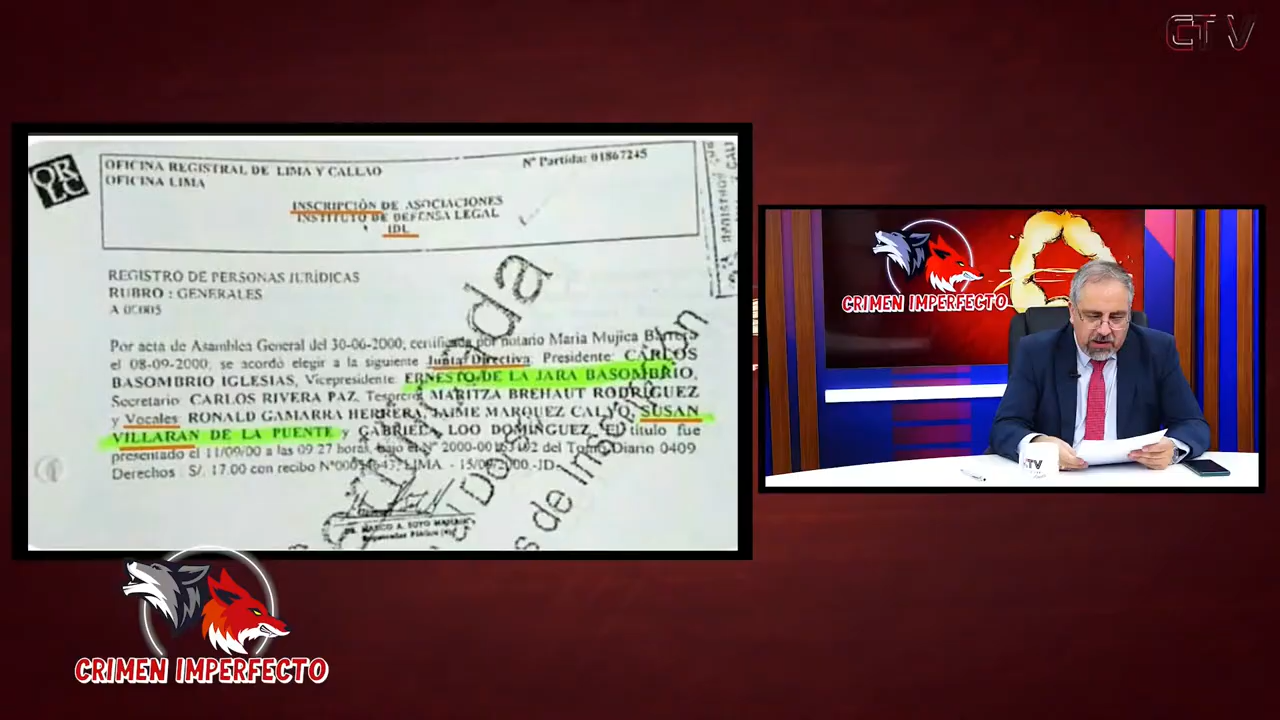 CTV
ORLC
OFICINA REGISTRAL DE LIMA Y CALLAO
OFICINA LIMA
Nº Partida: 01867245
INSCRIPCIÓN DE ASOCIACIONES
INSTITUTO DE DEFENSA LEGAL
IDL
REGISTRO DE PERSONAS JURÍDICAS
RUBRO : GENERALES
A 00005
Por acta de Asamblea General del 30-06-2000, certificada por notario Maria Mujica Barreda
el 08-09-2000, se acordó elegir a la siguiente Junta Directiva: Presidente: CARLOS
BASOMBRIO IGLESIAS, Vicepresidente: ERNESTO DE LA JARA BASOMBRIO,
Secretario CARLOS RIVERA PAZ, Tesorero MARITZA BREHAUT RODRIGUEZ
y Vocales: RONALD GAMARRA HERRERA, JAIME MARQUEZ CALVO, SUSAN
VILLARAN DE LA PUENTE y GABRIELA LOO DOMINGUEZ. El título fue
presentado el 11/09/00 a las 09 27 horas, bajo el Nº 2000-00 del Tomo Diario 0409
Derechos S/. 17.00 con recibo LIMA - 15/09/2000 -JD-
de
CRIMEN IMPERFECTO
CRIMEN IMPERFECTO
CTV